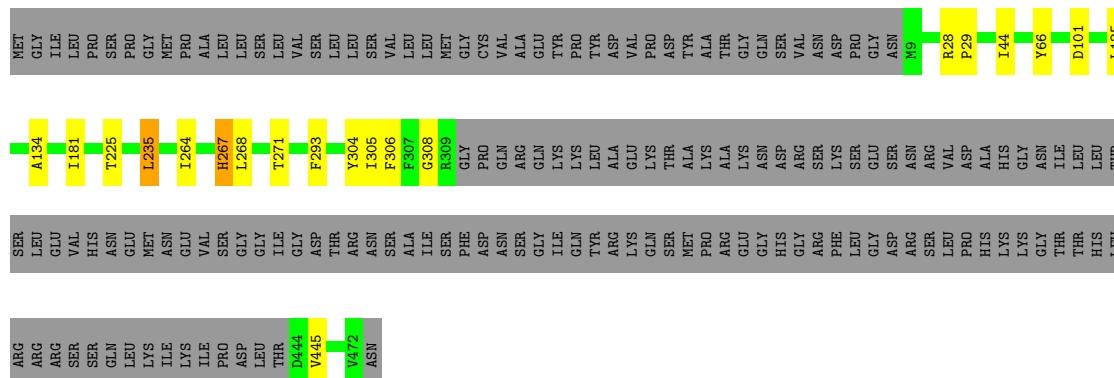 MET GLY ILE LEU PRO SER PRO GLY MET PRO ALA LEU LEU SER LEU VAL SER LEU LEU SER VAL LEU LEU MET GLY CYS VAL ALA GLU TYR PRO TYR ASP VAL PRO ASP TYR ALA THR GLY GLN SER VAL ASN ASP PRO GLY ASN M9 R28 P29 I44 Y66 D101
A134 I181 T225 L235 I264 H267 L268 T271 F293 Y304 I305 F306 F307 G308 R309 GLY PRO GLN ARG GLN LYS LYS LEU ALA GLU LYS THR ALA LYS ALA LYS ASN ASP ARG SER LYS SER GLU SER ASN ARG VAL ASP ALA HIS GLY ASN ILE LEU LEU
SER LEU GLU VAL HIS ASN GLU MET ASN GLU VAL SER GLY GLY ILE GLY ASP THR ARG ASN SER ALA ILE SER PHE ASP ASN SER GLY ILE GLN TYR ARG LYS GLN SER MET PRO ARG GLU GLY HIS GLY ARG PHE LEU GLY ASP ARG SER LEU PRO HIS LYS LYS GLY THR THR HIS
ARG ARG ARG SER SER GLN LEU LYS ILE LYS ILE PRO ASP LEU THR D444 V445 V472 ASN